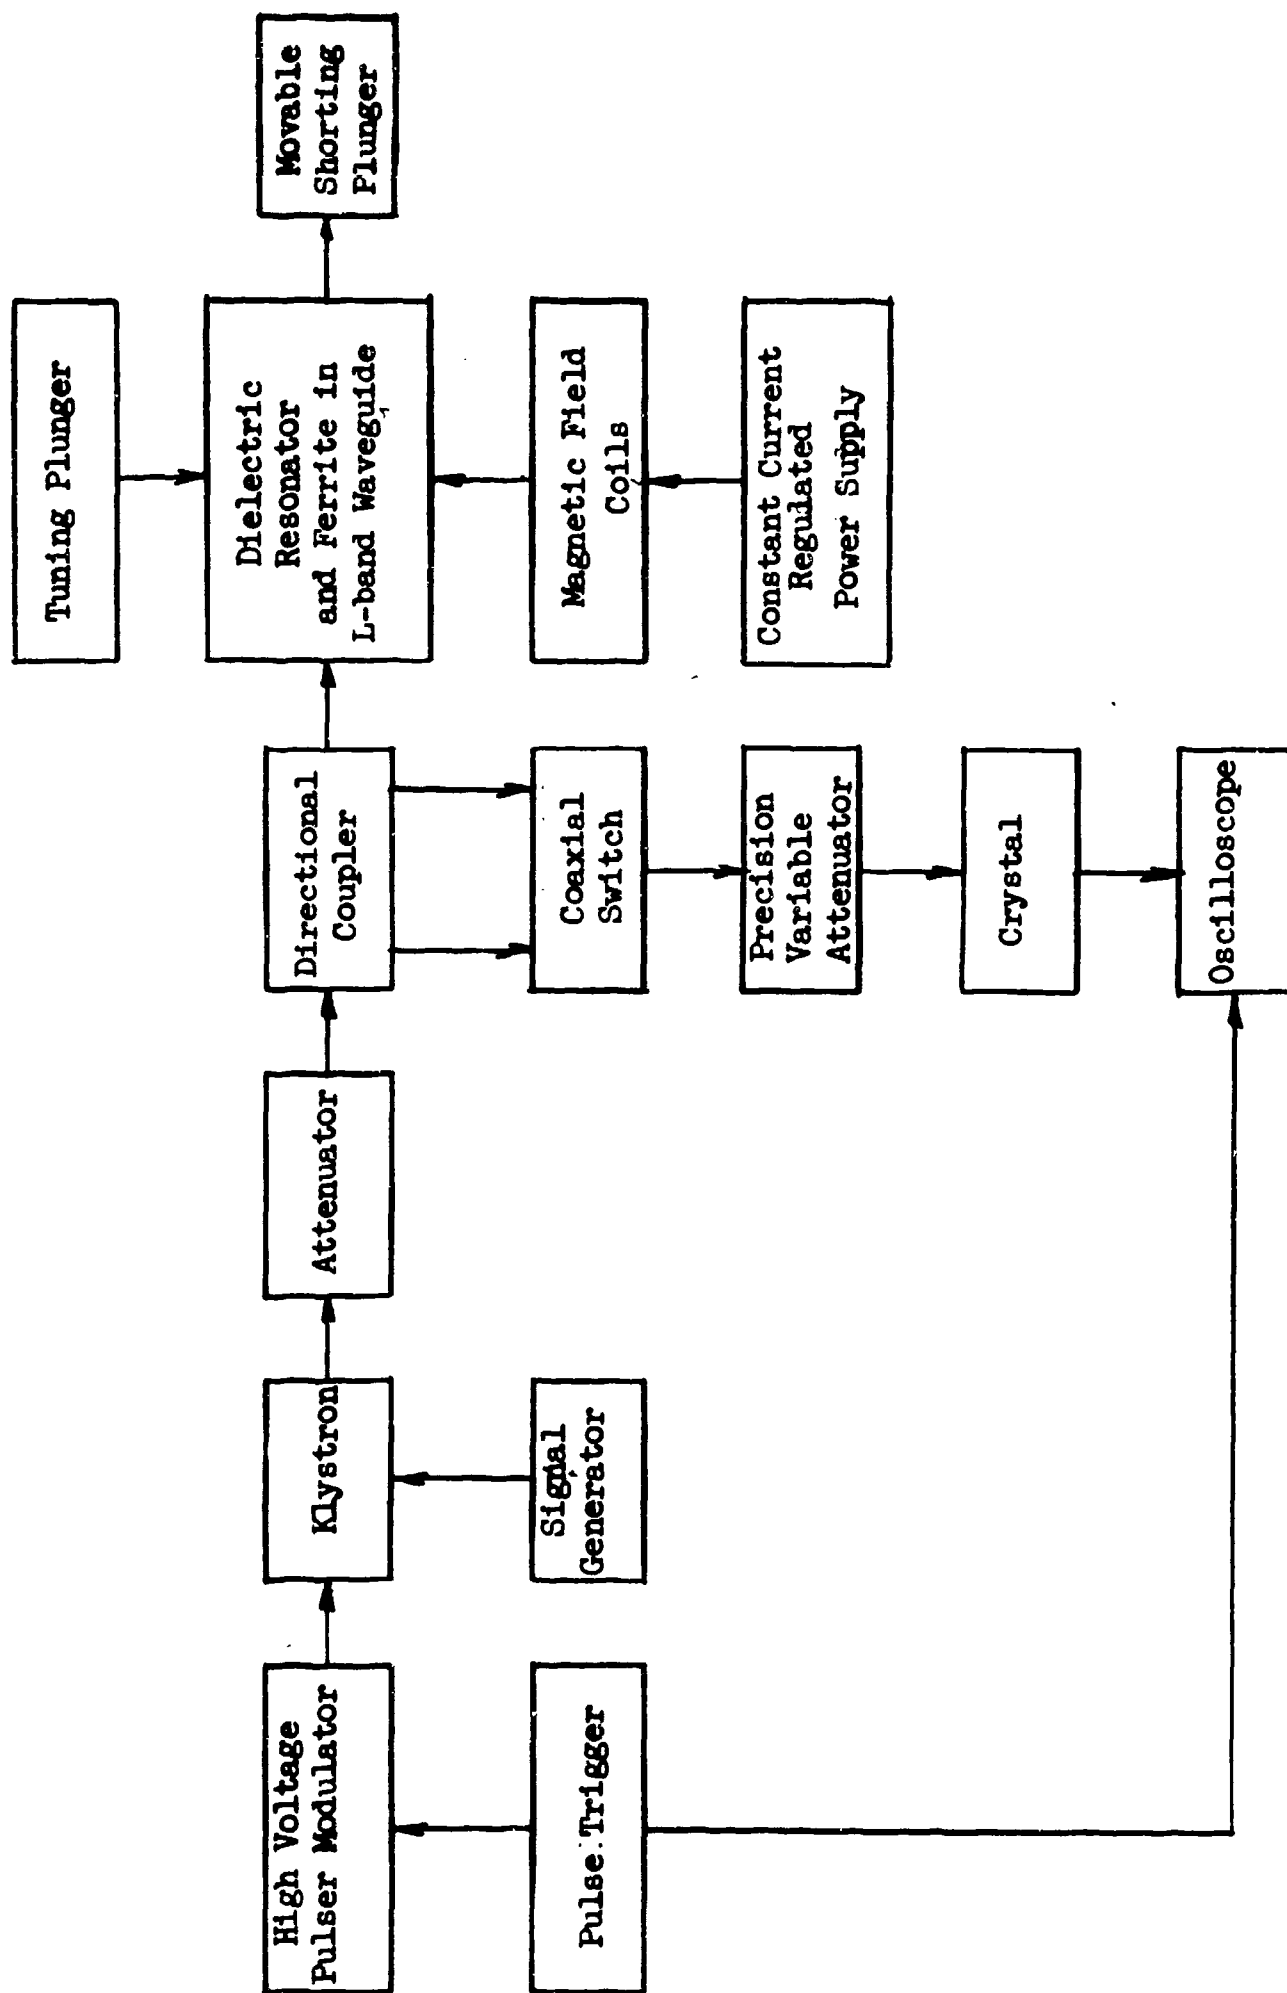 Tuning Plunger
Dielectric
Resonator
and Ferrite in
L-band Waveguide
Movable
Shorting
Plunger
High Voltage
Pulser Modulator
Klystron
Attenuator
Directional
Coupler
Pulse Trigger
Signal
Generator
Coaxial
Switch
Magnetic Field
Coils
Precision
Variable
Attenuator
Constant Current
Regulated
Power Supply
Crystal
Oscilloscope